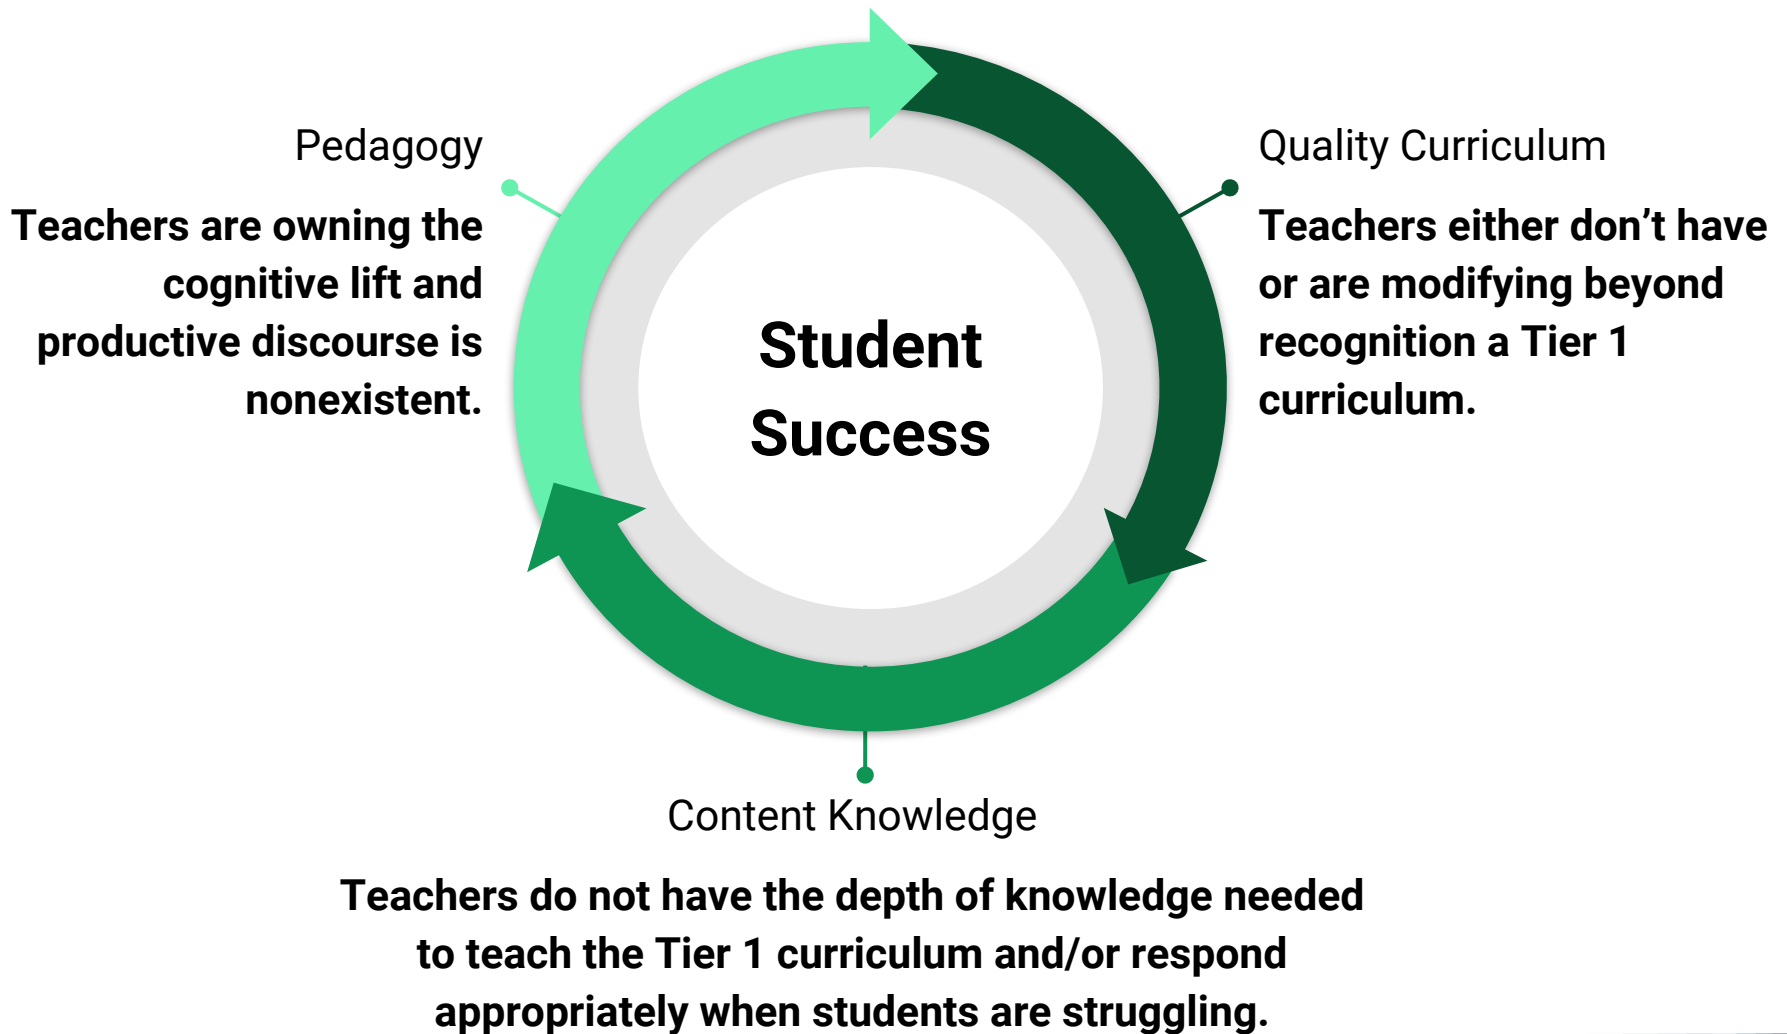 Pedagogy
Teachers are owning the
cognitive lift and
productive discourse is
nonexistent.
Student
Success
Quality Curriculum
Teachers either don’t have
or are modifying beyond
recognition a Tier 1
curriculum.
Content Knowledge
Teachers do not have the depth of knowledge needed
to teach the Tier 1 curriculum and/or respond
appropriately when students are struggling.